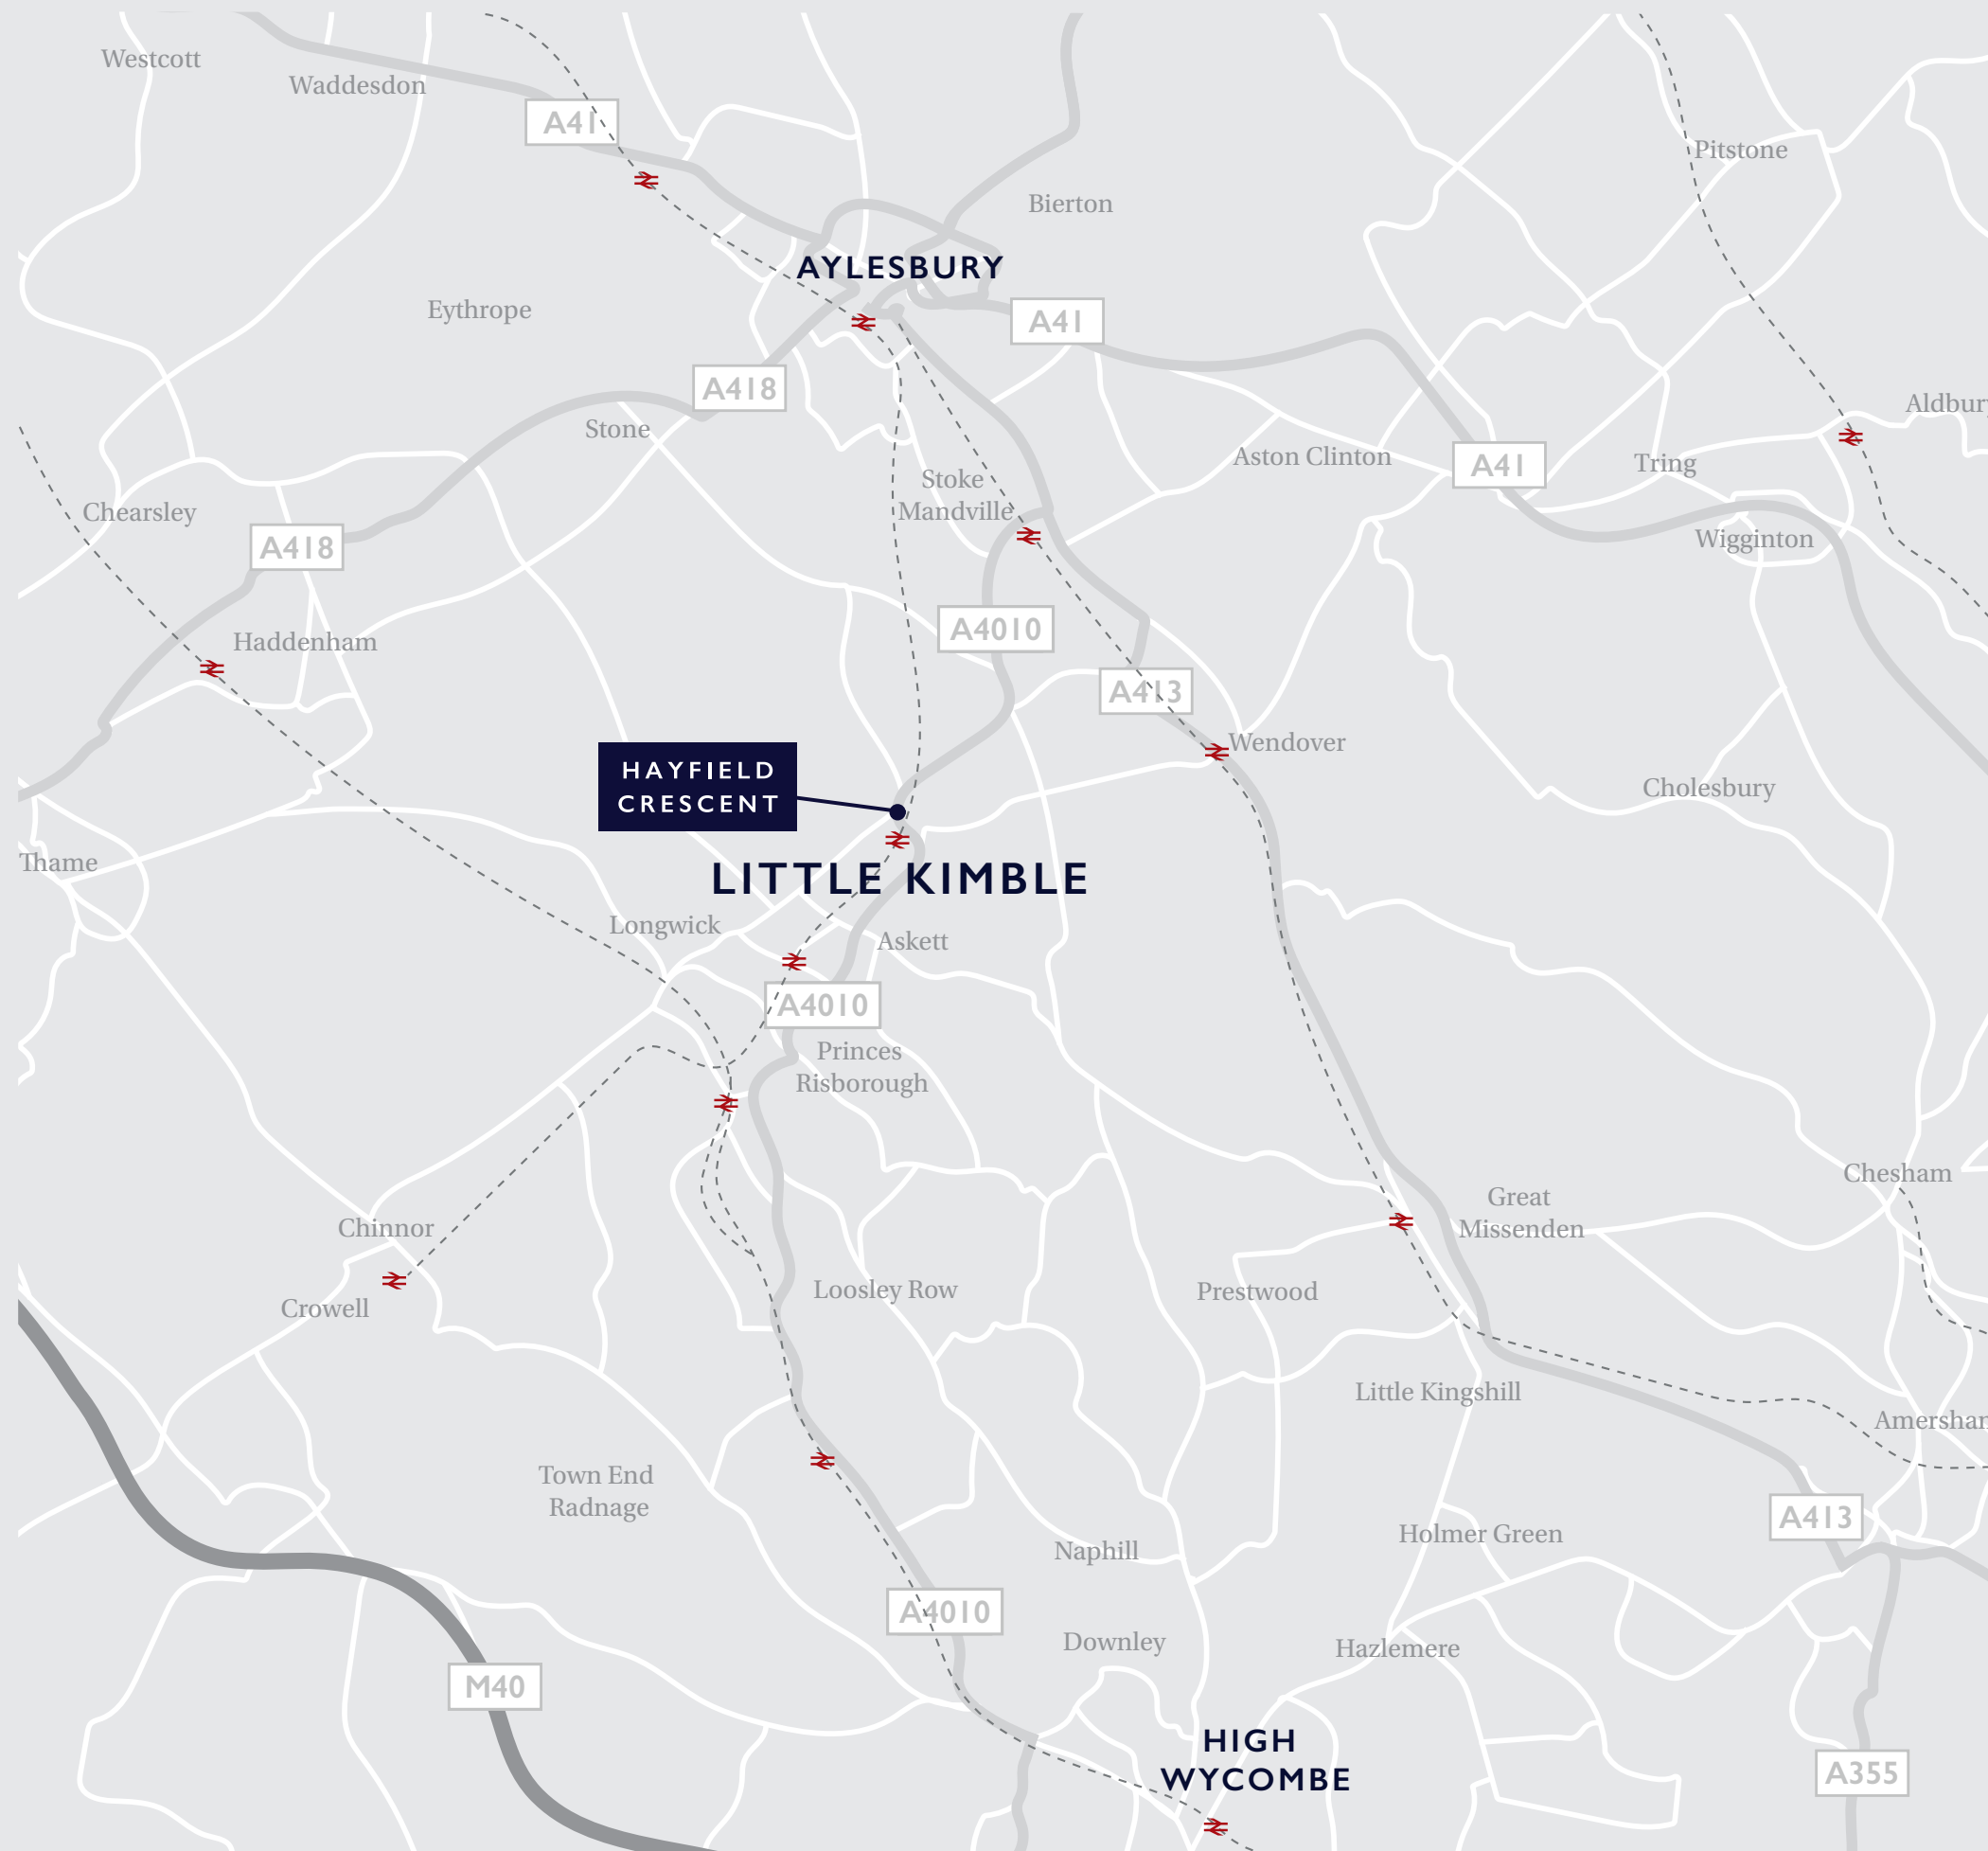 Westcott
Waddesdon
A41
Pitstone
Bierton
AYLESBURY
Eythrope
A41
A418
Aldbury
Stone
Aston Clinton
A41
Tring
Stoke
Mandville
Chearsley
A418
Wigginton
A4010
Haddenham
A413
Wendover
HAYFIELD
CRESCENT
Cholesbury
Thame
LITTLE KIMBLE
Longwick
Askett
A4010
Princes
Risborough
Chesham
Great
Missenden
Chinnor
Loosley Row
Prestwood
Crowell
Little Kingshill
Amersham
Town End
Radnage
A413
Holmer Green
Naphill
A4010
Downley
Hazlemere
M40
HIGH
WYCOMBE
A355